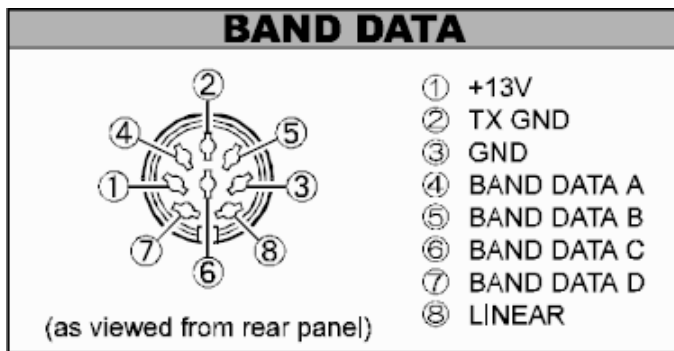 BAND DATA
②
④ ⑤
① ③
⑦ ⑧
⑥
(as viewed from rear panel)
① +13V
② TX GND
③ GND
④ BAND DATA A
⑤ BAND DATA B
⑥ BAND DATA C
⑦ BAND DATA D
⑧ LINEAR